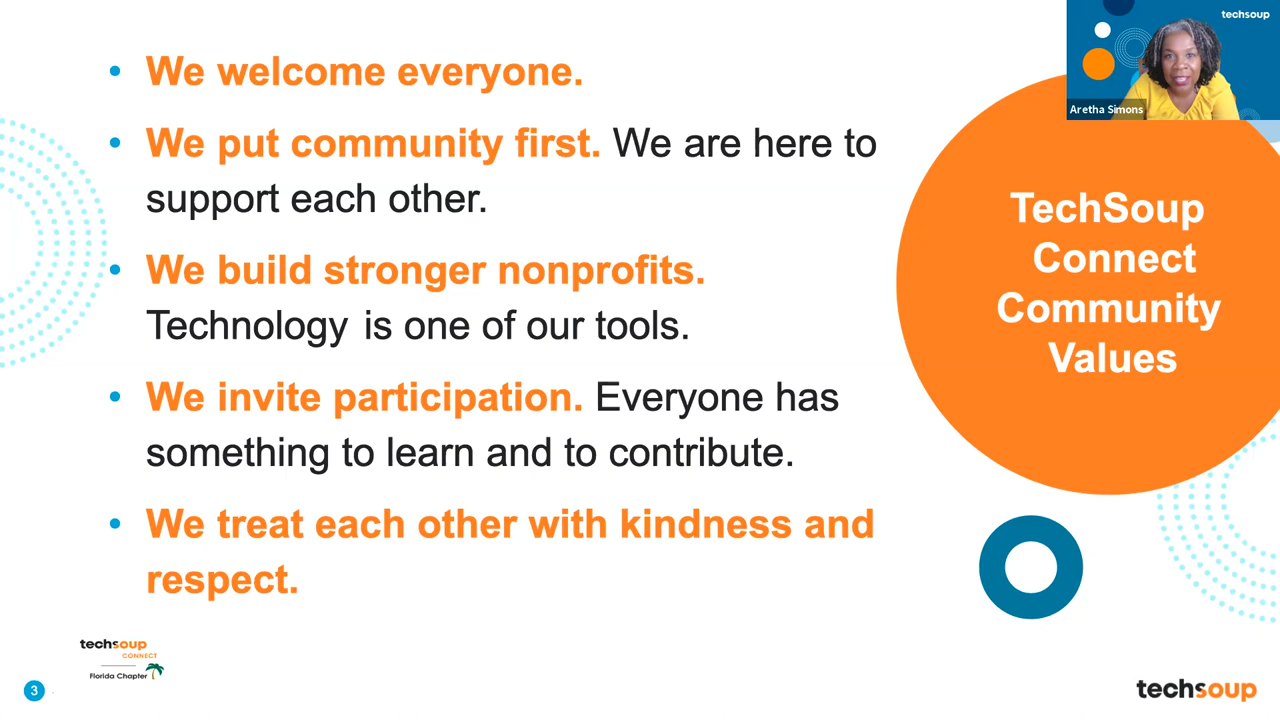 • We welcome everyone.
• We put community first. We are here to
support each other.
• We build stronger nonprofits.
Technology is one of our tools.
• We invite participation. Everyone has
something to learn and to contribute.
• We treat each other with kindness and
respect.
techsoup
Aretha Simons
TechSoup
Connect
Community
Values
techsoup
CONNECT
Florida Chapter
3
techsoup